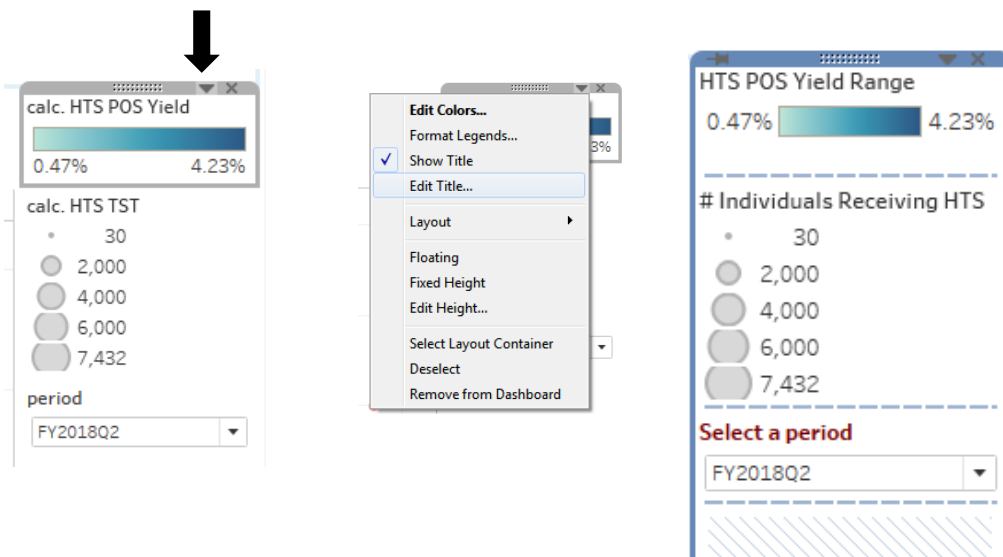 calc. HTS POS Yield
0.47% 4.23%
calc. HTS TST
30
2,000
4,000
6,000
7,432
period
FY2018Q2
3%
Edit Colors...
Format Legends...
Show Title
Edit Title...
Layout
Floating
Fixed Height
Edit Height...
Select Layout Container
Deselect
Remove from Dashboard
HTS POS Yield Range
0.47% 4.23%
# Individuals Receiving HTS
30
2,000
4,000
6,000
7,432
Select a period
FY2018Q2